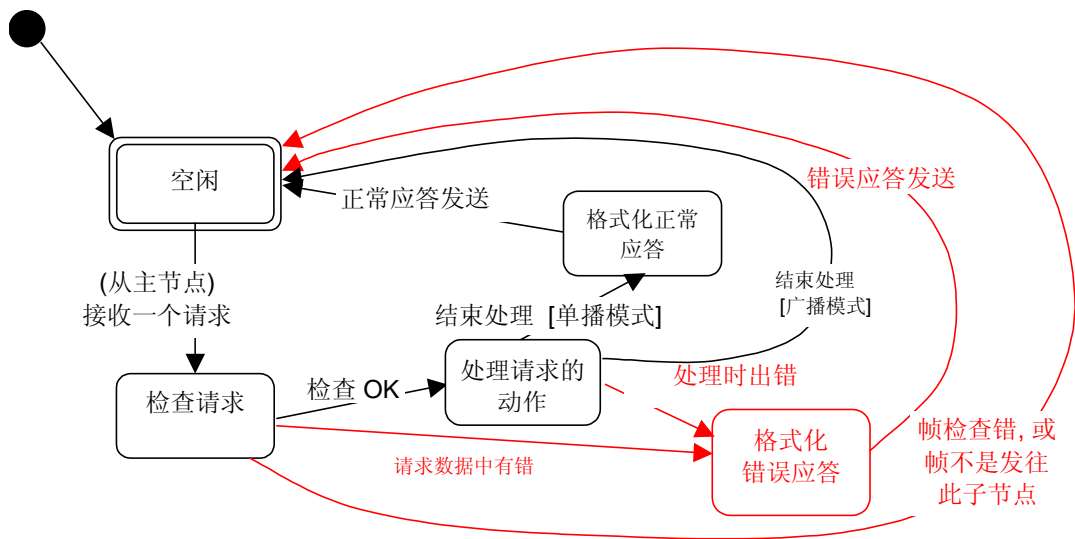 空闲
错误应答发送
正常应答发送
格式化正常
应答
(从主节点)
接收一个请求
结束处理
[广播模式]
结束处理 [单播模式]
处理请求的
动作
处理时出错
检查请求
检查 OK
格式化
错误应答
帧检查错, 或
帧不是发往
此子节点
请求数据中有错